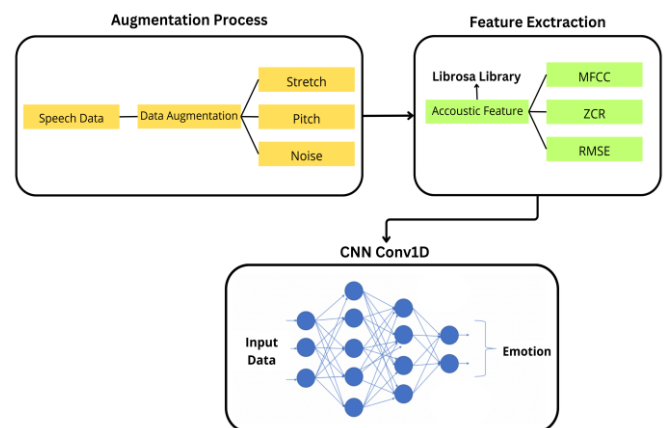 Augmentation Process
Speech Data
Data Augmentation
Stretch
Pitch
Noise
Feature Exctraction
Librosa Library
Accoustic Feature
MFCC
ZCR
RMSE
CNN Conv1D
Input
Data
Emotion